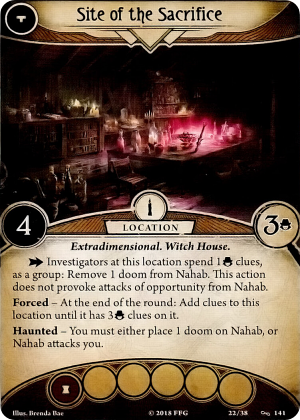 Site of the Sacrifice
4
LOCATION
3
Extradimensional. Witch House.
Investigators at this location spend 1 clues,
as a group: Remove 1 doom from Nahab. This action
does not provoke attacks of opportunity from Nahab.
Forced – At the end of the round: Add clues to this
location until it has 3 clues on it.
Haunted – You must either place 1 doom on Nahab, or
Nahab attacks you.
Illus. Brenda Bae
© 2018 FFG
22/38
141